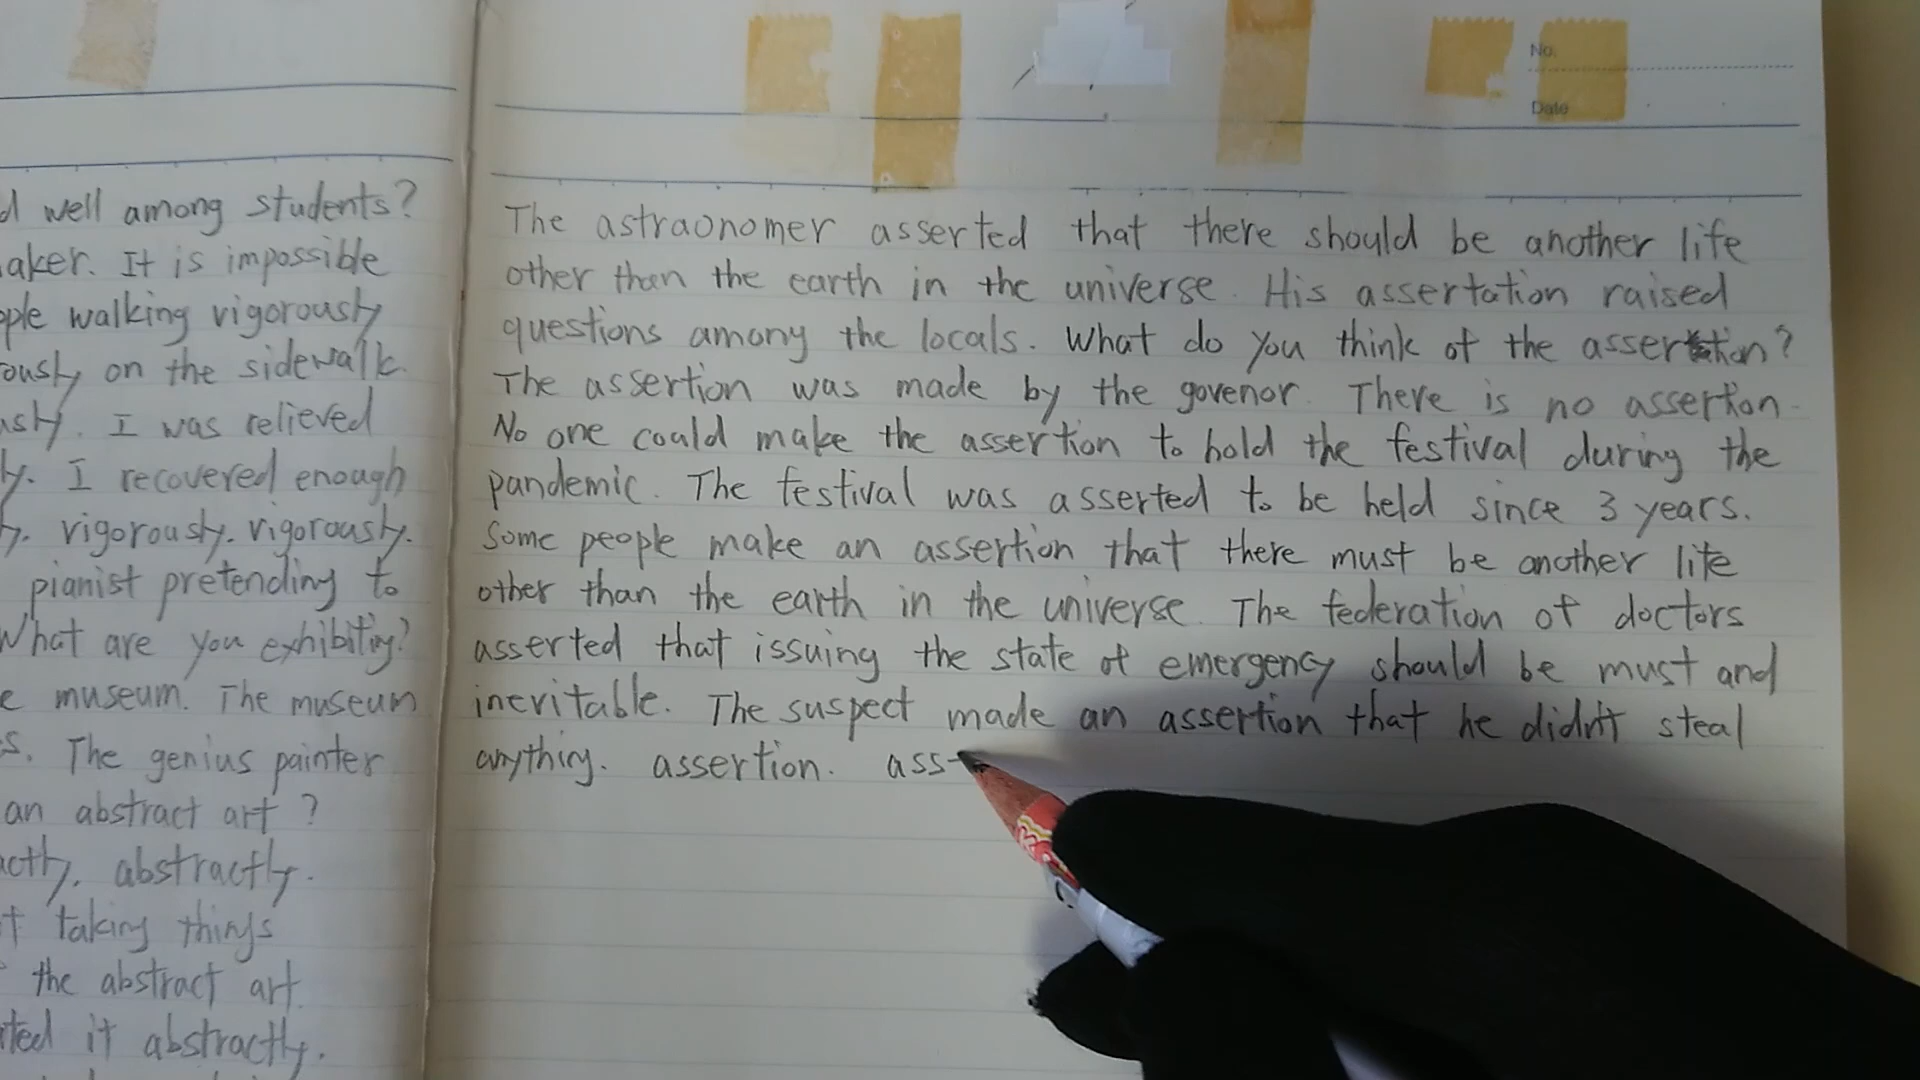 d well among students?
aker. It is impossible
ople walking vigorously
ously on the sidewalk.
usly. I was relieved
ly. I recovered enough
y. vigorously. vigorously.
pianist pretending to
What are you exhibiting?
e museum. The museum
s. The genius painter
an abstract art?
actly, abstractly.
t taking things
the abstract art.
ted it abstractly.
No.
Date
The astraonomer asserted that there should be another life
other than the earth in the universe. His assertation raised
questions among the locals. What do you think of the assertion?
The assertion was made by the govenor. There is no assertion.
No one could make the assertion to hold the festival during the
pandemic. The festival was asserted to be held since 3 years.
Some people make an assertion that there must be another life
other than the earth in the universe. The federation of doctors
asserted that issuing the state of emergency should be must and
inevitable. The suspect made an assertion that he didn't steal
anything. assertion. ass